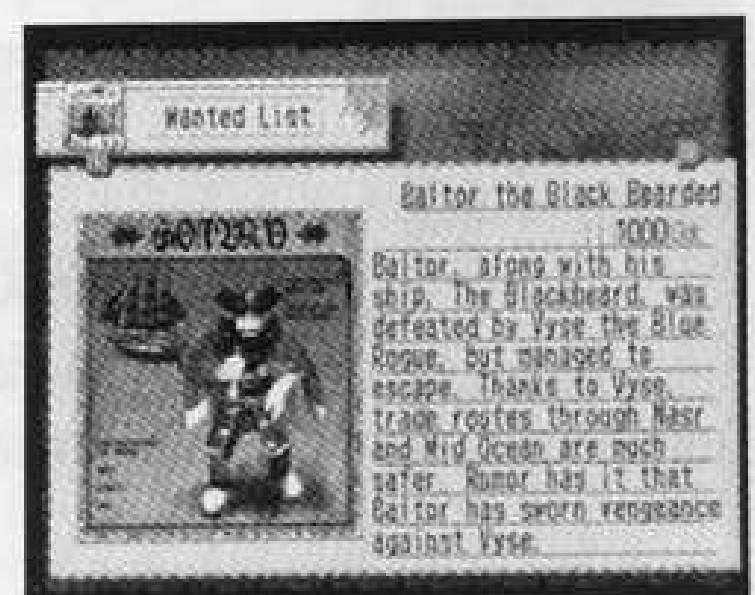 Wanted List
Baltor the Black Bearded
1000
Baltor, along with his
ship, The Blackbeard, was
defeated by Vyse the Blue
Rogue, but managed to
escape. Thanks to Vyse,
trade routes through Nasr
and Mid Ocean are much
safer. Rumor has it that
Baltor has sworn vengeance
against Vyse.